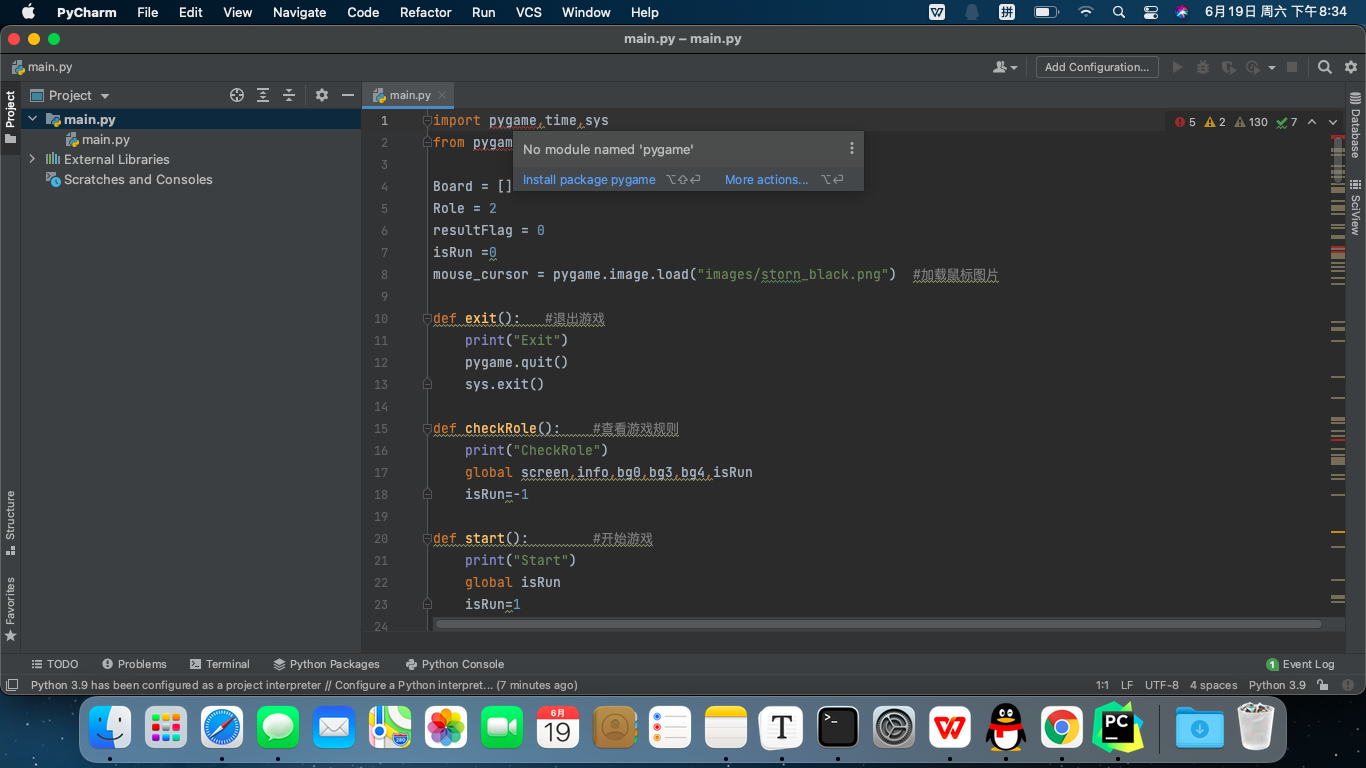 PyCharm File Edit View Navigate Code Refactor Run VCS Window Help 拼 6月19日 周六 下午8:34
main.py – main.py
main.py Add Configuration...
Project
main.py
main.py
External Libraries
Scratches and Consoles
Project
Structure
Favorites
main.py
5 2 130 7
1 import pygame,time,sys
2 from pygam
No module named 'pygame'
Install package pygame ⌥⇧⏎ More actions... ⌥⏎
3
4 Board = []
5 Role = 2
6 resultFlag = 0
7 isRun =0
8 mouse_cursor = pygame.image.load("images/storn_black.png") #加载鼠标图片
9
10 def exit(): #退出游戏
11 print("Exit")
12 pygame.quit()
13 sys.exit()
14
15 def checkRole(): #查看游戏规则
16 print("CheckRole")
17 global screen,info,bg0,bg3,bg4,isRun
18 isRun=-1
19
20 def start(): #开始游戏
21 print("Start")
22 global isRun
23 isRun=1
24
Database
SciView
TODO Problems Terminal Python Packages Python Console 1 Event Log
Python 3.9 has been configured as a project interpreter // Configure a Python interpret... (7 minutes ago) 1:1 LF UTF-8 4 spaces Python 3.9
6月
19
280
T
>_
W
PC